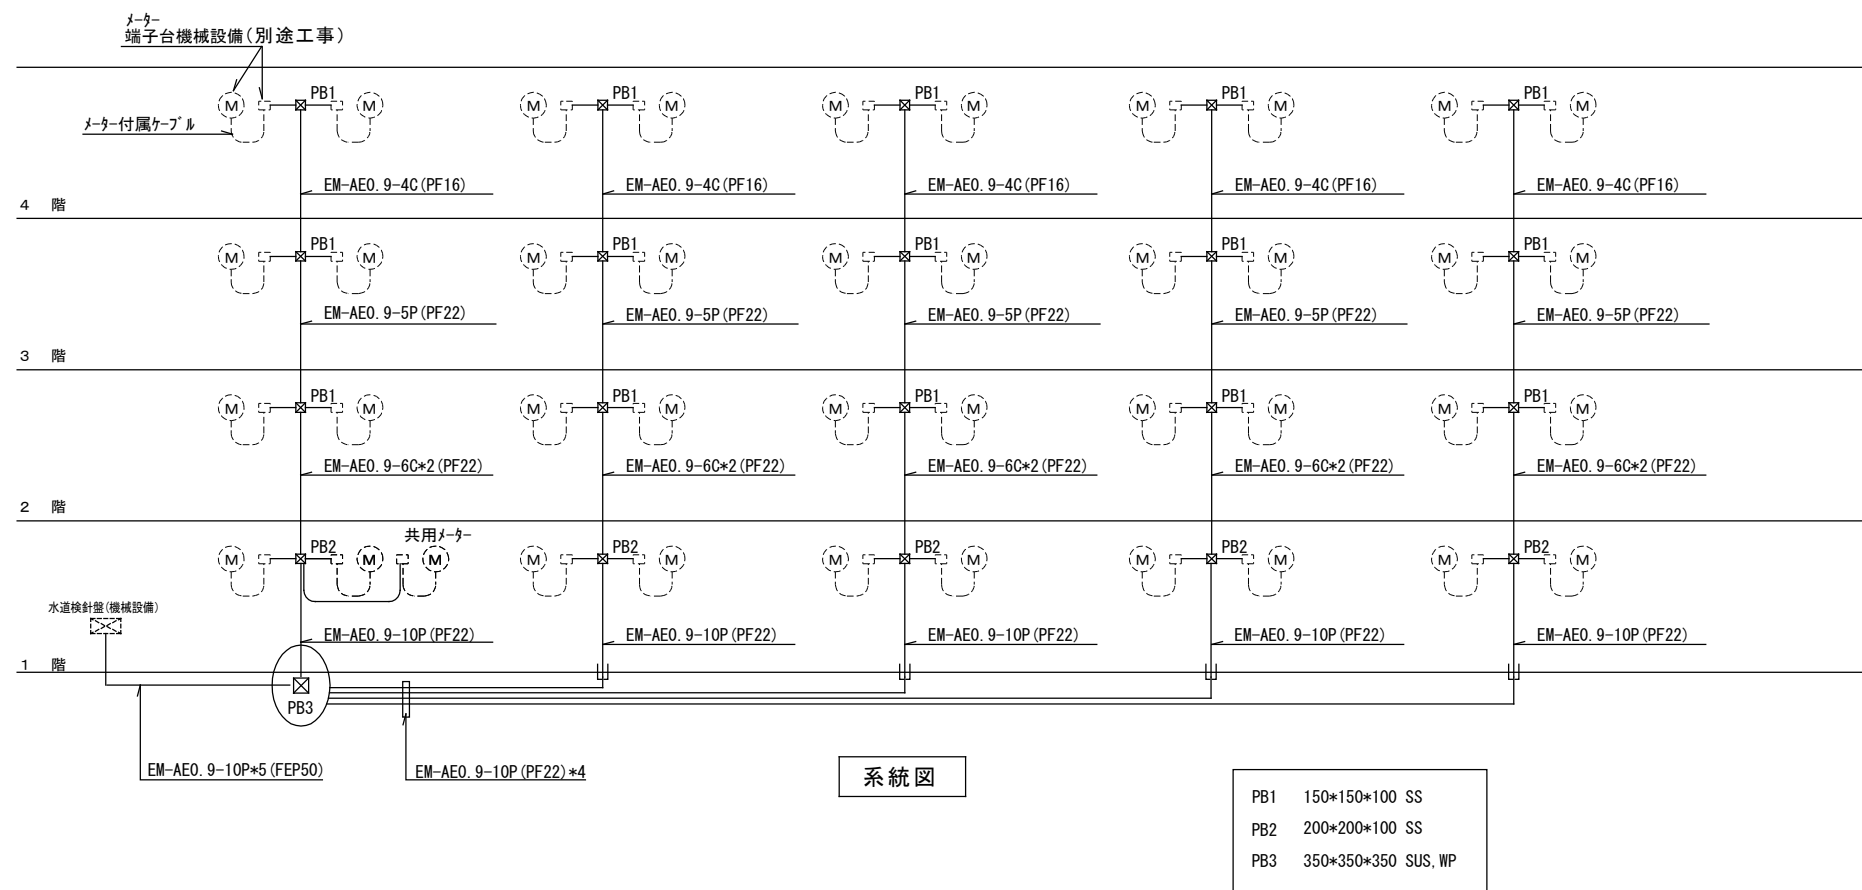 メーター
端子台機械設備(別途工事)
PB1 PB1 PB1 PB1 PB1
M M M M M M M M M M
メーター付属ケーブル
EM-AE0.9-4C(PF16) EM-AE0.9-4C(PF16) EM-AE0.9-4C(PF16) EM-AE0.9-4C(PF16) EM-AE0.9-4C(PF16)
4 階
PB1 PB1 PB1 PB1 PB1
M M M M M M M M M M
EM-AE0.9-5P(PF22) EM-AE0.9-5P(PF22) EM-AE0.9-5P(PF22) EM-AE0.9-5P(PF22) EM-AE0.9-5P(PF22)
3 階
PB1 PB1 PB1 PB1 PB1
M M M M M M M M M M
EM-AE0.9-6C*2(PF22) EM-AE0.9-6C*2(PF22) EM-AE0.9-6C*2(PF22) EM-AE0.9-6C*2(PF22) EM-AE0.9-6C*2(PF22)
2 階
共用メーター
PB2 PB2 PB2 PB2 PB2
M M M M M M M M M M M
水道検針盤(機械設備)
EM-AE0.9-10P(PF22) EM-AE0.9-10P(PF22) EM-AE0.9-10P(PF22) EM-AE0.9-10P(PF22) EM-AE0.9-10P(PF22)
1 階
PB3
EM-AE0.9-10P*5(FEP50) EM-AE0.9-10P(PF22)*4
系統図
PB1 150*150*100 SS
PB2 200*200*100 SS
PB3 350*350*350 SUS,WP